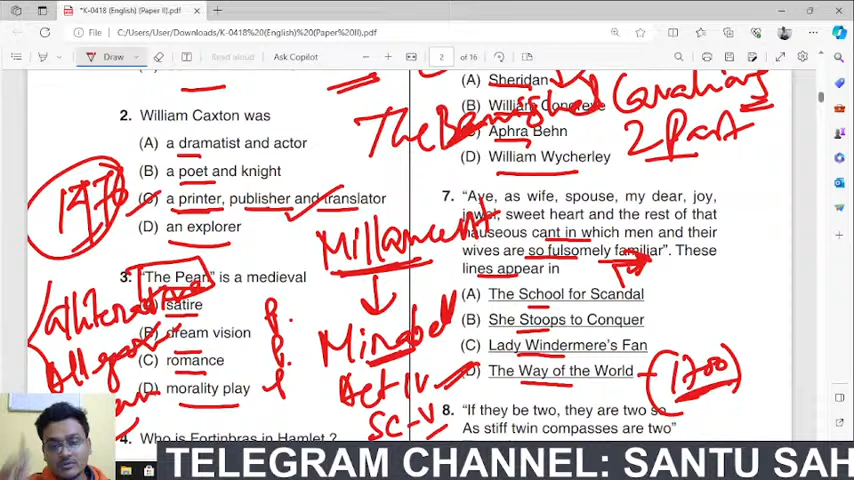 *K-0418 (English) (Paper II).pdf
File
C:/Users/User/Downloads/K-0418%20(English)%20(Paper%20II).pdf
Draw
Read aloud
Ask Copilot
2 of 16
2. William Caxton was
(A) a dramatist and actor
(B) a poet and knight
(C) a printer, publisher and translator
(D) an explorer
1476
3. "The Pearl" is a medieval
(A) satire
(B) dream vision
(C) romance
(D) morality play
alliterative
4. Who is Fortinbras in Hamlet ?
Millament
Mirabell
Act IV
SC-V
(A) Sheridan
(B) William Congreve
(C) Aphra Behn
(D) William Wycherley
The Banished Cavaliers
2 Part
7. "Aye, as wife, spouse, my dear, joy,
jewel, sweet heart and the rest of that
nauseous cant in which men and their
wives are so fulsomely familiar". These
lines appear in
(A) The School for Scandal
(B) She Stoops to Conquer
(C) Lady Windermere's Fan
(D) The Way of the World
(1700)
8. "If they be two, they are two so
As stiff twin compasses are two"
TELEGRAM CHANNEL: SANTU SAH